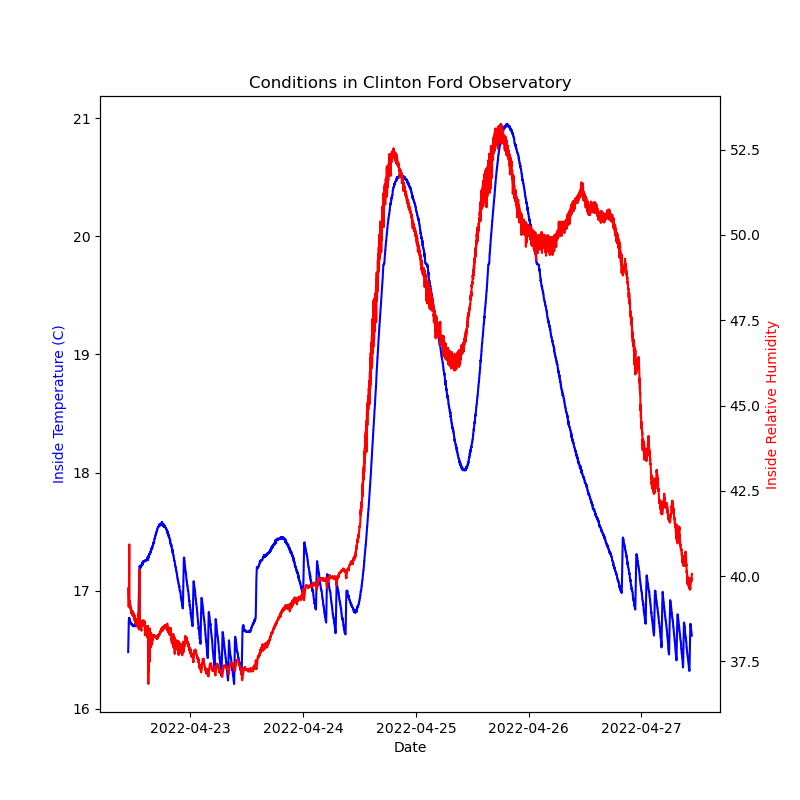 Conditions in Clinton Ford Observatory
21
20
19
18
17
16
Inside Temperature (C)
52.5
50.0
47.5
45.0
42.5
40.0
37.5
Inside Relative Humidity
2022-04-23 2022-04-24 2022-04-25 2022-04-26 2022-04-27
Date